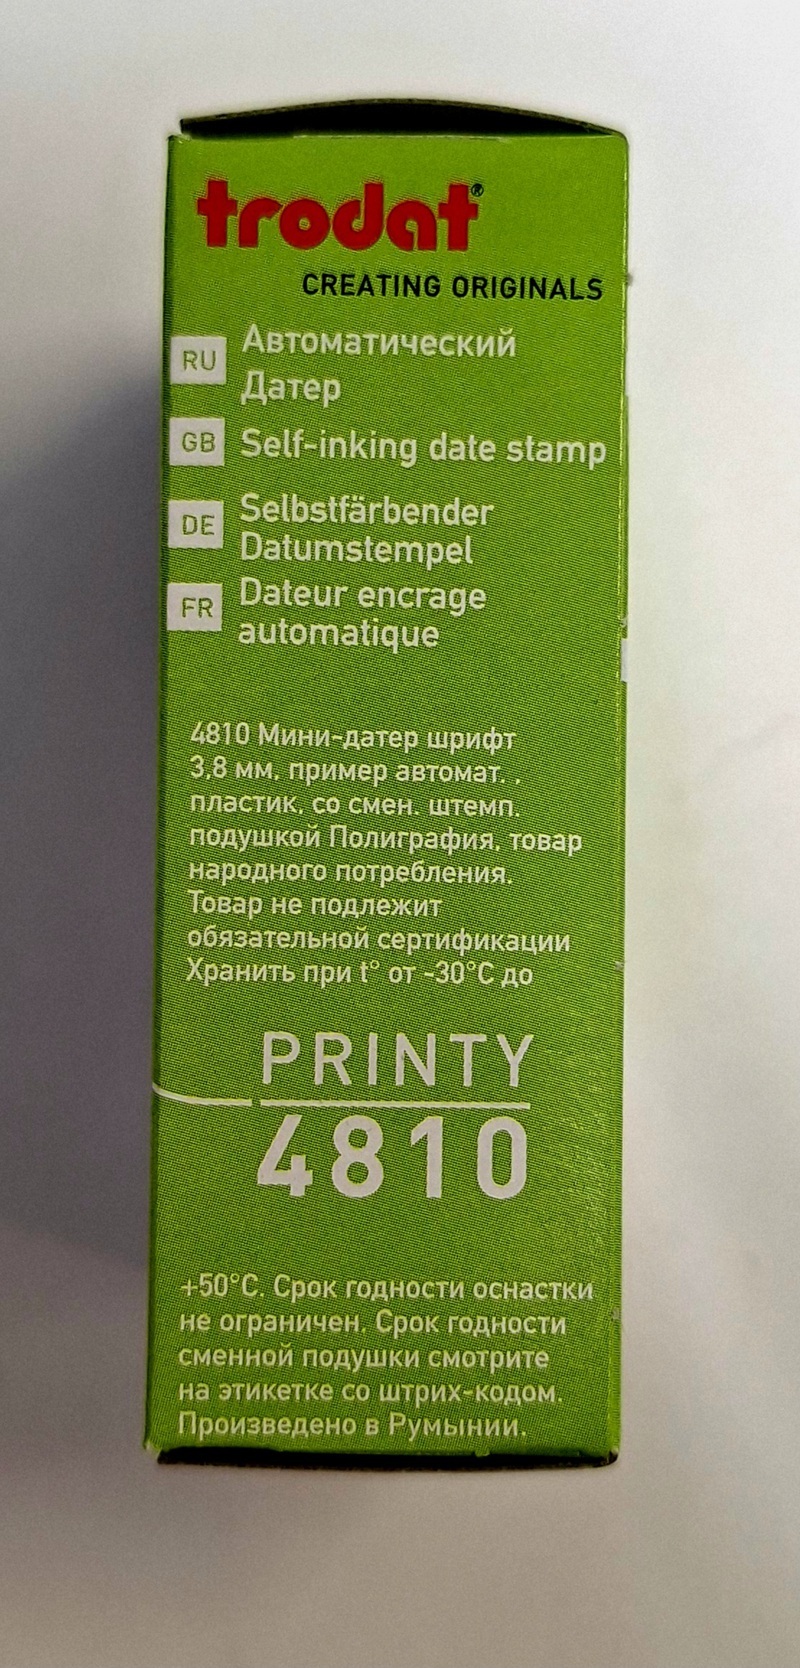 trodat®
CREATING ORIGINALS
RU Автоматический
Датер
GB Self-inking date stamp
DE Selbstfärbender
Datumstempel
FR Dateur encrage
automatique
4810 Мини-датер шрифт
3,8 мм, пример автомат. ,
пластик, со смен. штемп.
подушкой Полиграфия, товар
народного потребления.
Товар не подлежит
обязательной сертификации
Хранить при t° от -30°C до
PRINTY
4810
+50°C. Срок годности оснастки
не ограничен. Срок годности
сменной подушки смотрите
на этикетке со штрих-кодом.
Произведено в Румынии.